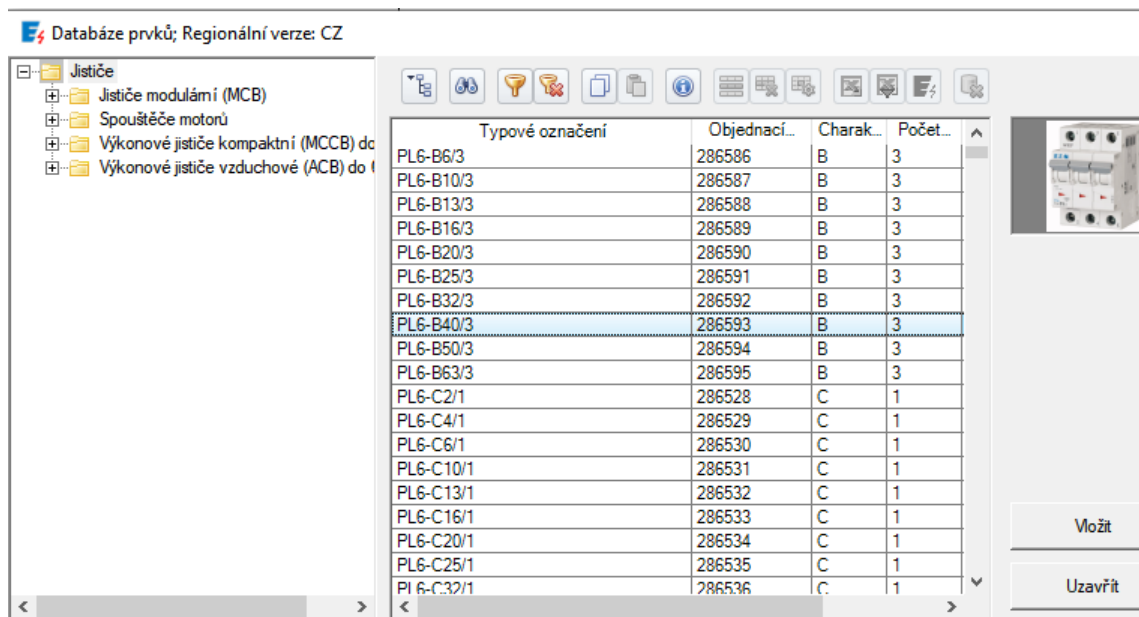 Databáze prvků; Regionální verze: CZ
Jističe
Jističe modulární (MCB)
Spouštěče motorů
Výkonové jističe kompaktní (MCCB) do
Výkonové jističe vzduchové (ACB) do
Typové označení Objednací... Charak... Počet...
PL6-B6/3 286586 B 3
PL6-B10/3 286587 B 3
PL6-B13/3 286588 B 3
PL6-B16/3 286589 B 3
PL6-B20/3 286590 B 3
PL6-B25/3 286591 B 3
PL6-B32/3 286592 B 3
PL6-B40/3 286593 B 3
PL6-B50/3 286594 B 3
PL6-B63/3 286595 B 3
PL6-C2/1 286528 C 1
PL6-C4/1 286529 C 1
PL6-C6/1 286530 C 1
PL6-C10/1 286531 C 1
PL6-C13/1 286532 C 1
PL6-C16/1 286533 C 1
PL6-C20/1 286534 C 1
PL6-C25/1 286535 C 1
PL6-C32/1 286536 C 1
Vložit
Uzavřít